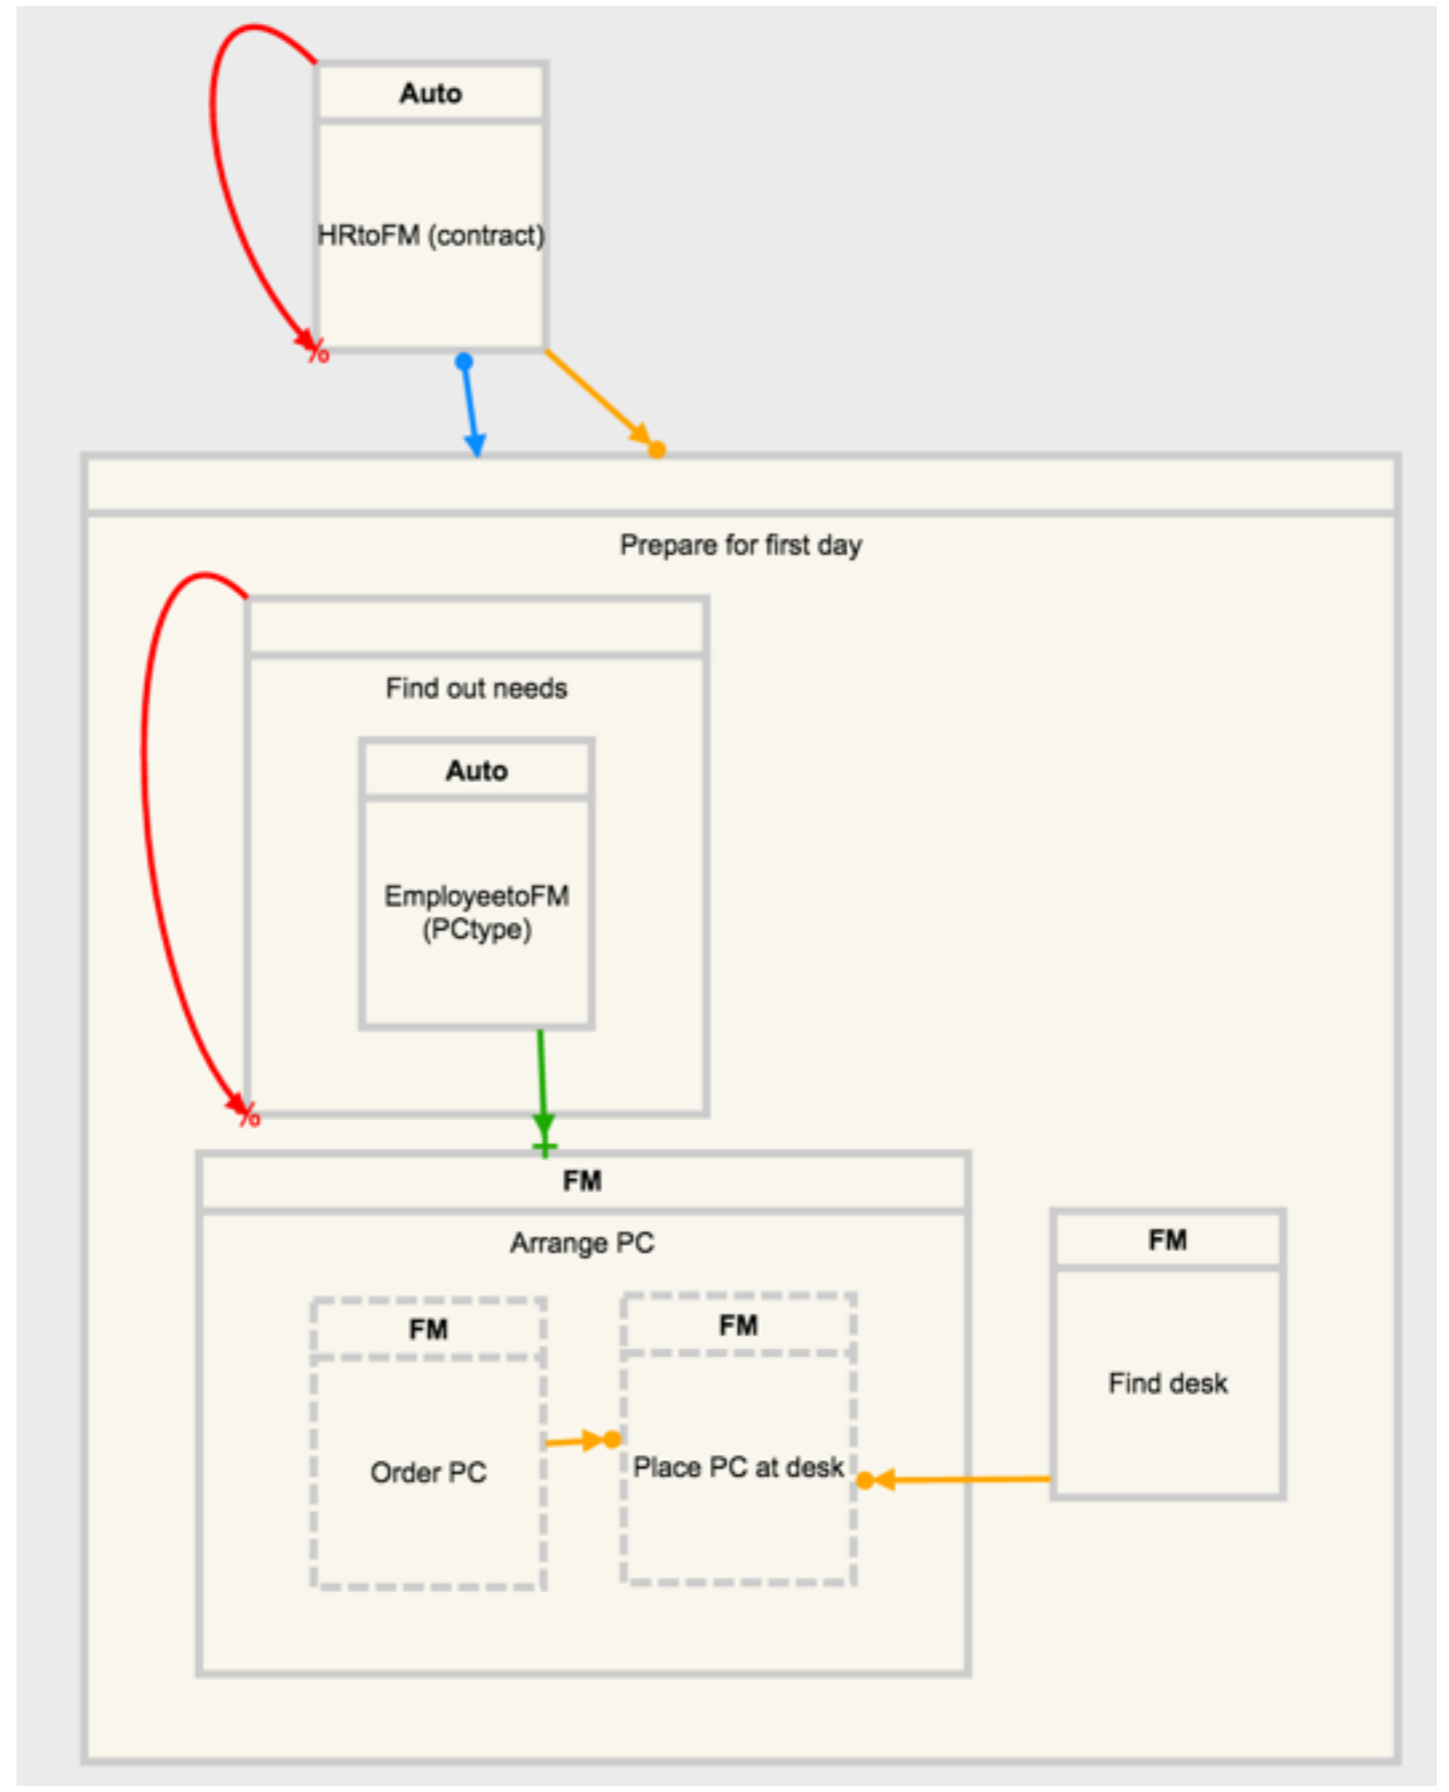 Auto
HRtoFM (contract)
%
Prepare for first day
Find out needs
Auto
EmployeetoFM
(PCtype)
%
+
FM
Arrange PC
FM
Order PC
FM
Place PC at desk
FM
Find desk